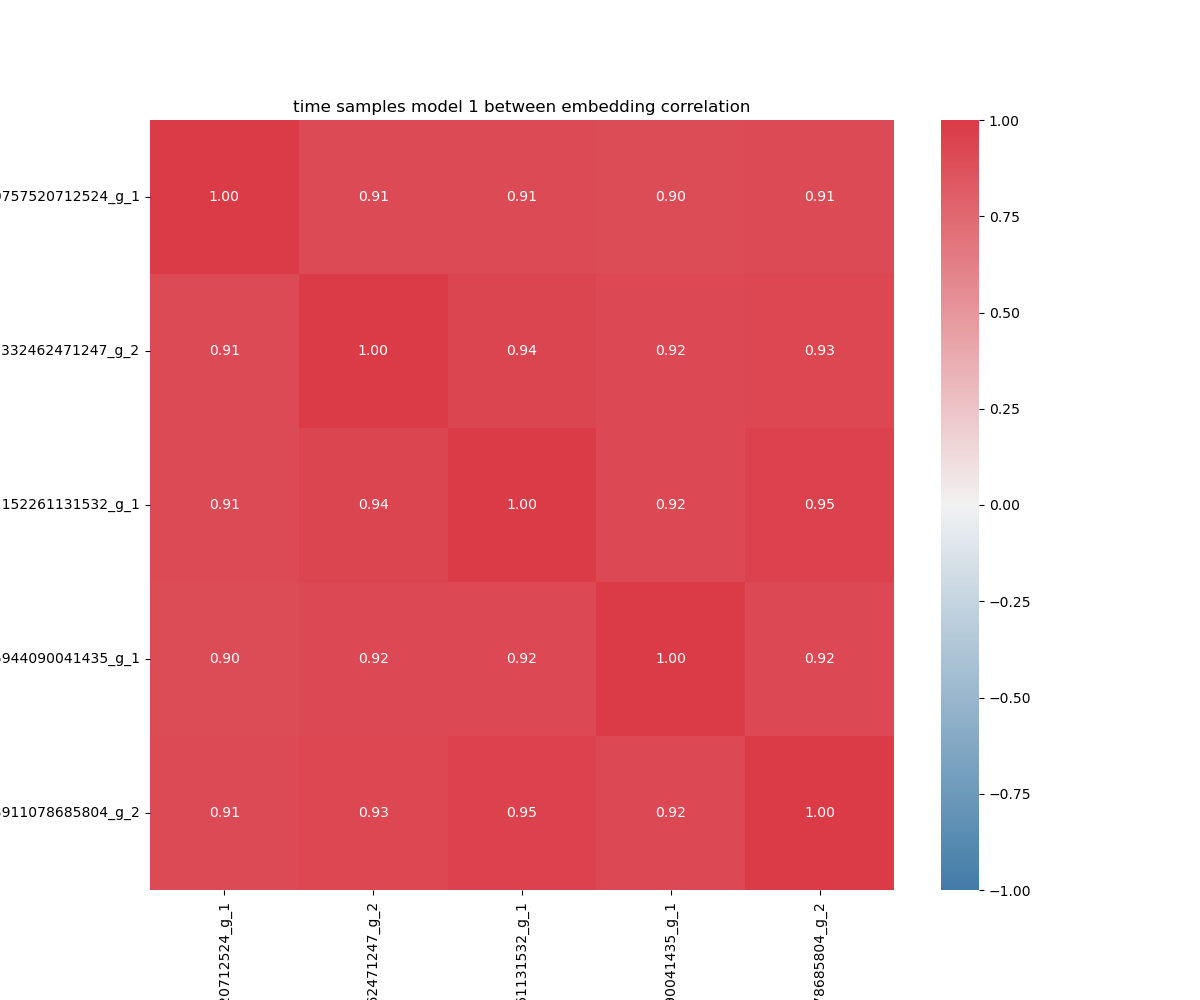 time samples model 1 between embedding correlation
757520712524_g_1 1.00 0.91 0.91 0.90 0.91
332462471247_g_2 0.91 1.00 0.94 0.92 0.93
152261131532_g_1 0.91 0.94 1.00 0.92 0.95
944090041435_g_1 0.90 0.92 0.92 1.00 0.92
911078685804_g_2 0.91 0.93 0.95 0.92 1.00
20712524_g_1
2471247_g_2
1131532_g_1
90041435_g_1
78685804_g_2
1.00
0.75
0.50
0.25
0.00
−0.25
−0.50
−0.75
−1.00